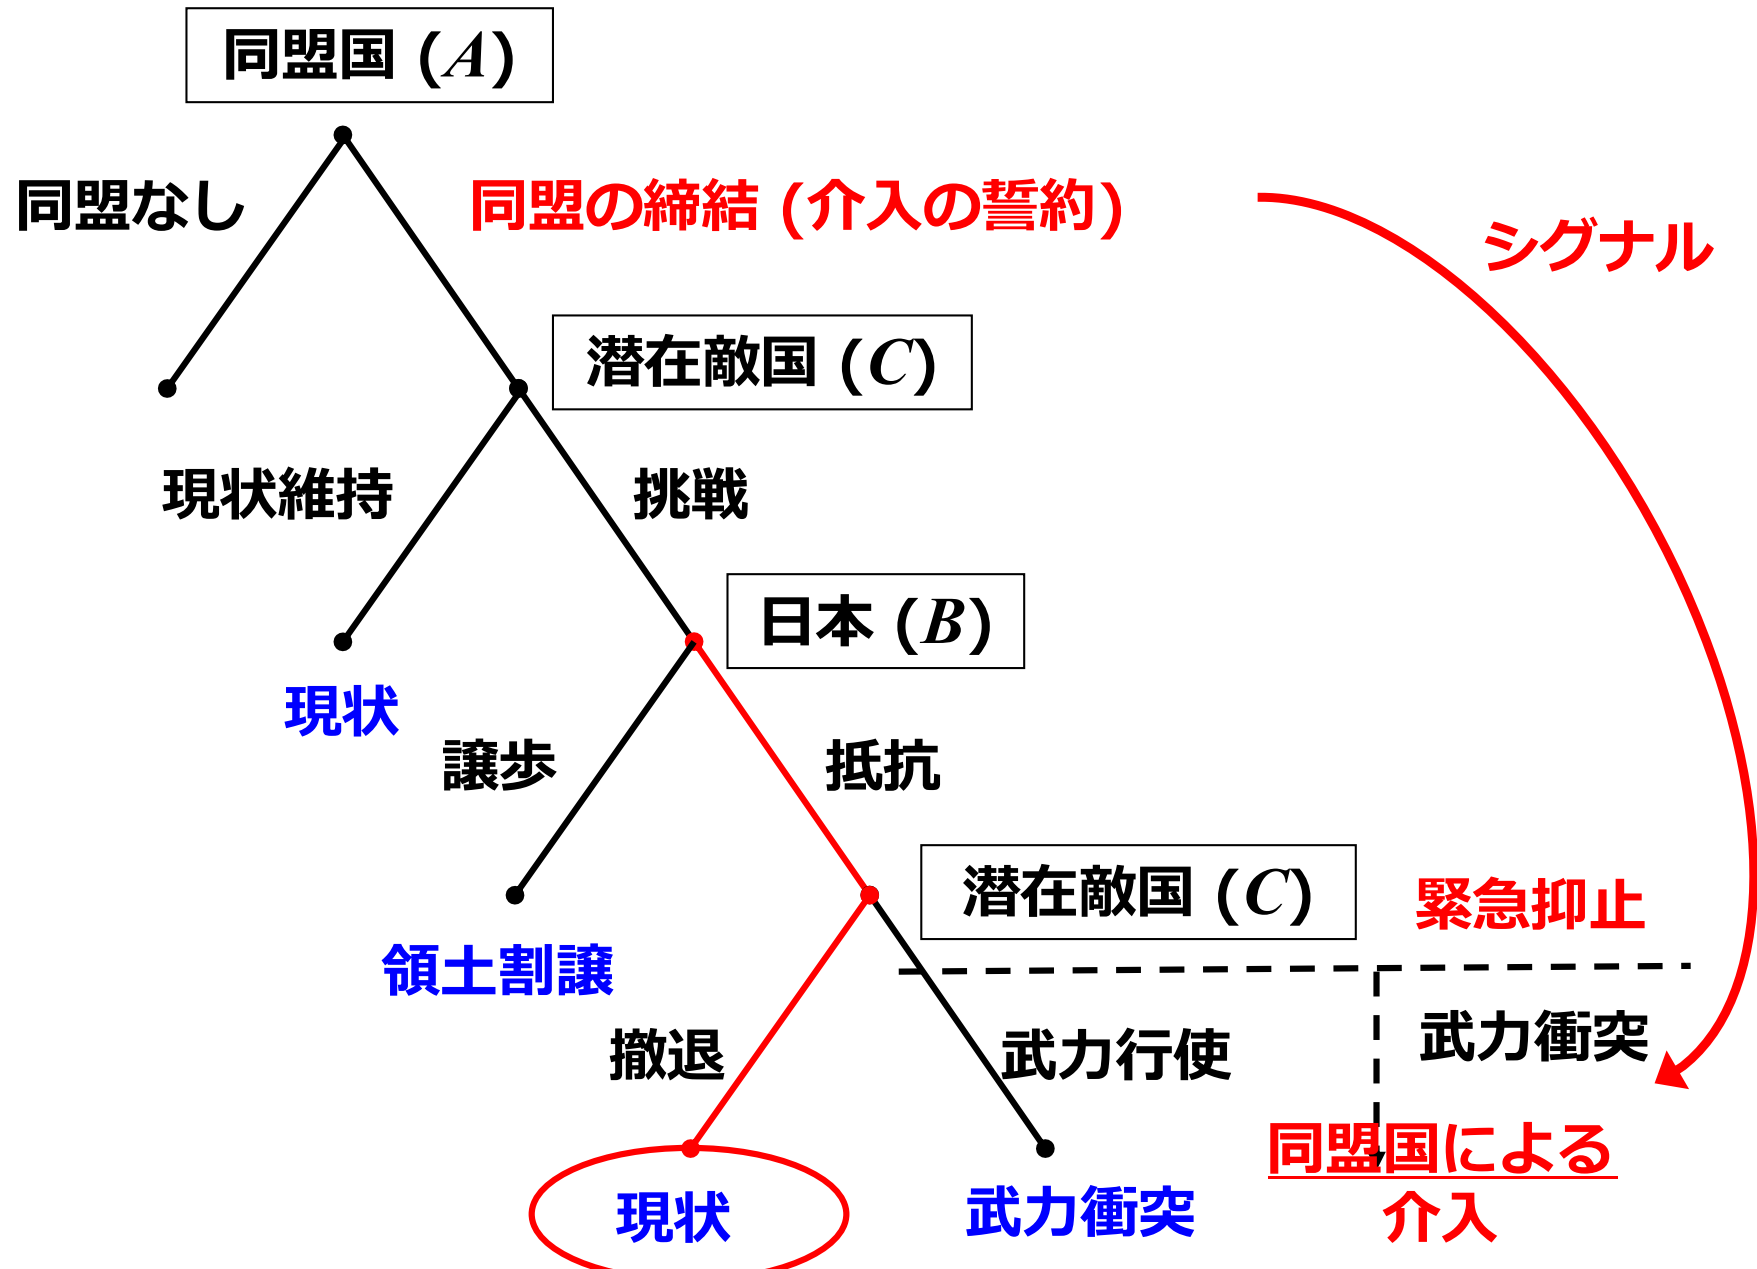 同盟国 (A)
同盟なし
同盟の締結 (介入の誓約)
シグナル
潜在敵国 (C)
現状維持
挑戦
日本 (B)
現状
譲歩
抵抗
潜在敵国 (C)
緊急抑止
領土割譲
撤退
武力行使
武力衝突
同盟国による
介入
現状
武力衝突